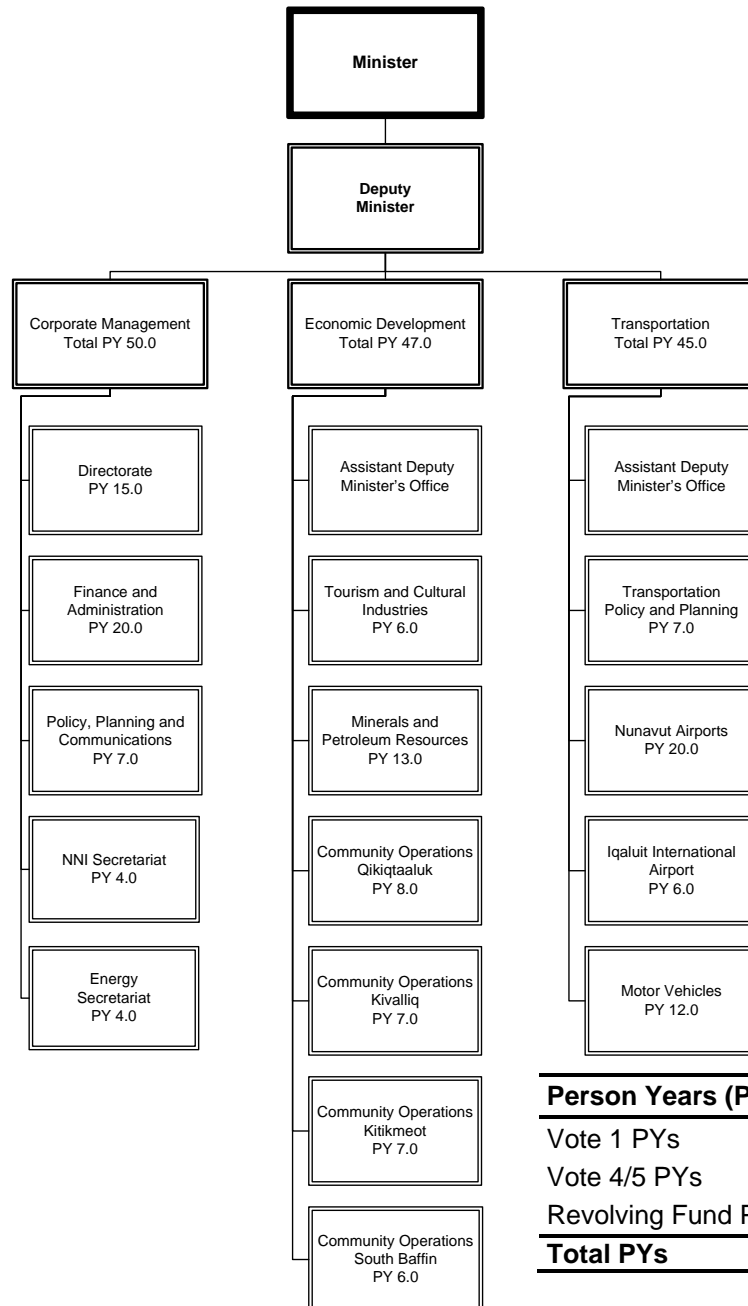 Minister
Deputy
Minister
Corporate Management
Total PY 50.0
Economic Development
Total PY 47.0
Transportation
Total PY 45.0
Directorate
PY 15.0
Finance and
Administration
PY 20.0
Policy, Planning and
Communications
PY 7.0
NNI Secretariat
PY 4.0
Energy
Secretariat
PY 4.0
Assistant Deputy
Minister's Office
Tourism and Cultural
Industries
PY 6.0
Minerals and
Petroleum Resources
PY 13.0
Community Operations
Qikiqtaaluk
PY 8.0
Community Operations
Kivalliq
PY 7.0
Community Operations
Kitikmeot
PY 7.0
Community Operations
South Baffin
PY 6.0
Assistant Deputy
Minister's Office
Transportation
Policy and Planning
PY 7.0
Nunavut Airports
PY 20.0
Iqaluit International
Airport
PY 6.0
Motor Vehicles
PY 12.0
Person Years (P
Vote 1 PYs
Vote 4/5 PYs
Revolving Fund
Total PYs